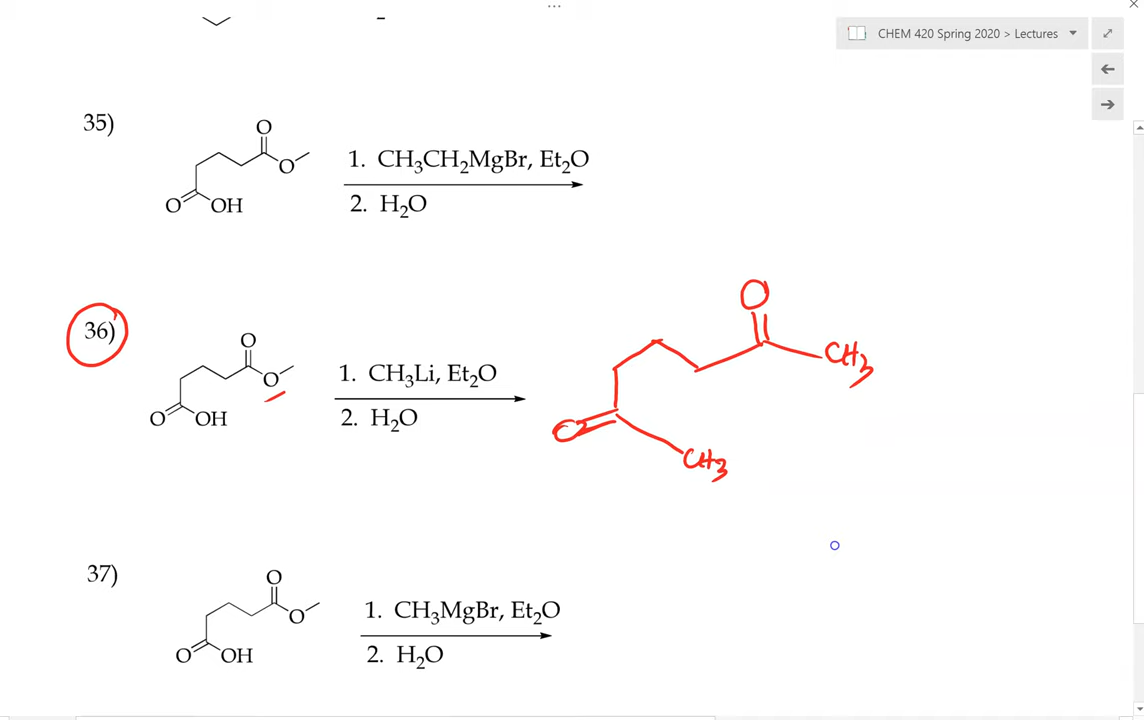 CHEM 420 Spring 2020 > Lectures
35)
O
O
O OH
1. CH₃CH₂MgBr, Et₂O
2. H₂O
36)
O
O
O OH
1. CH₃Li, Et₂O
2. H₂O
O
CH₃
O
CH₃
37)
O
O
O OH
1. CH₃MgBr, Et₂O
2. H₂O